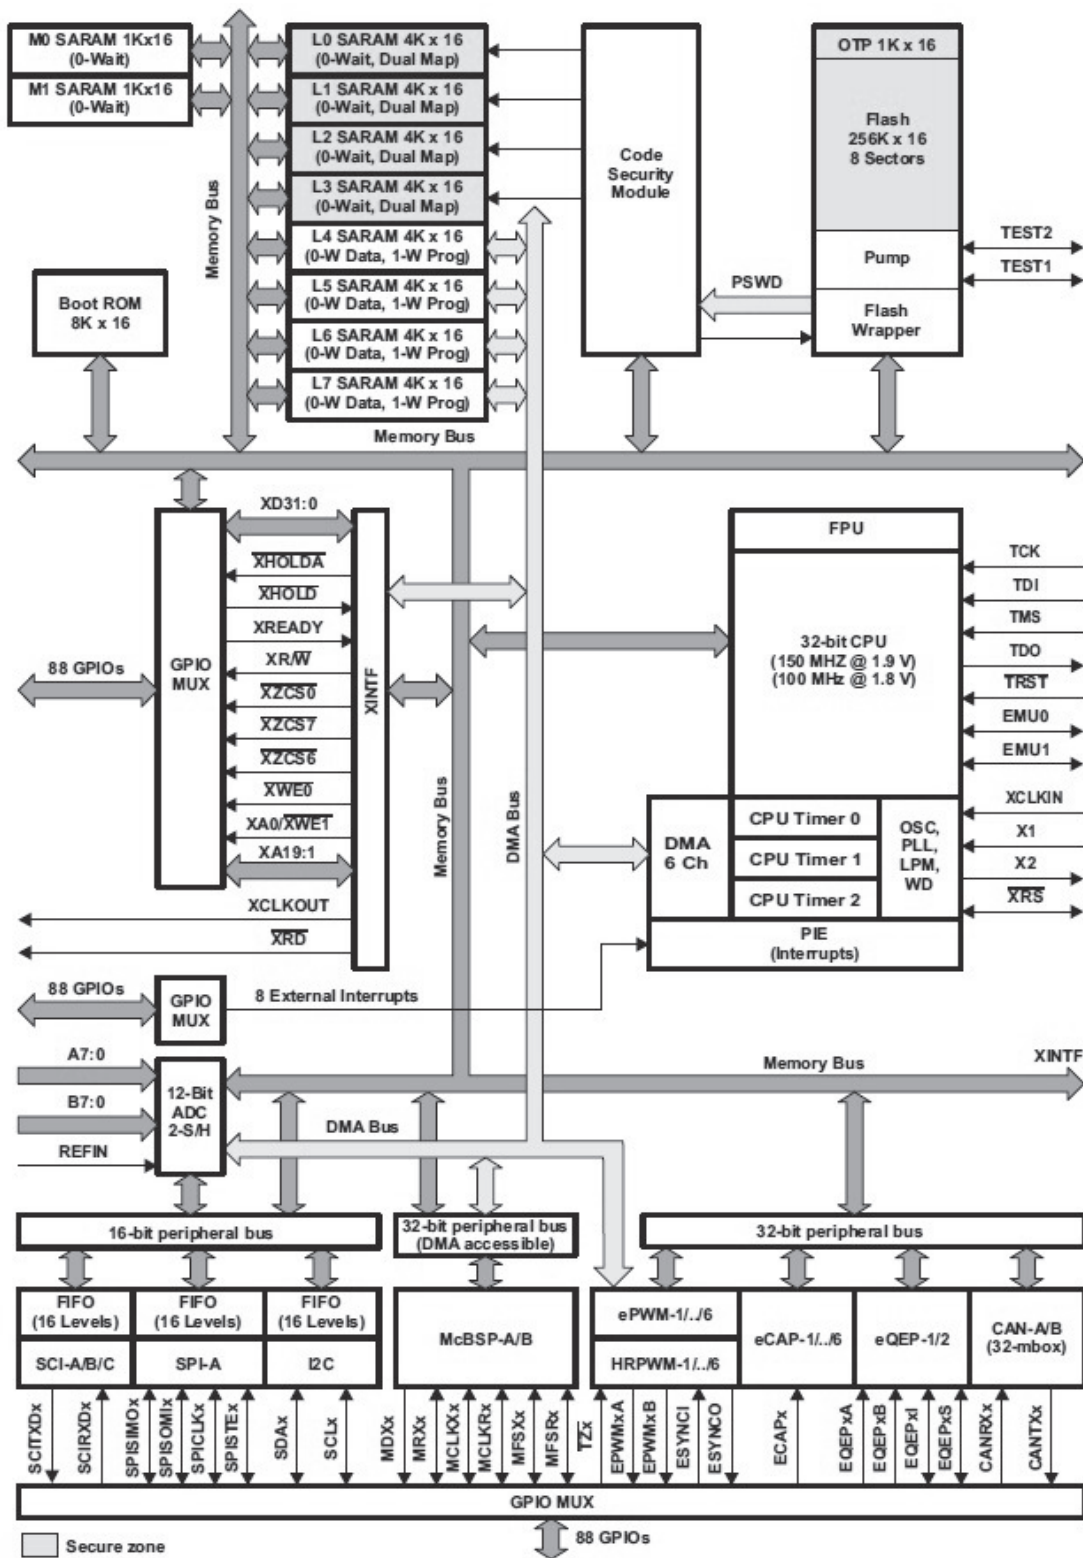 M0 SARAM 1Kx16
(0-Wait)
M1 SARAM 1Kx16
(0-Wait)
L0 SARAM 4K x 16
(0-Wait, Dual Map)
L1 SARAM 4K x 16
(0-Wait, Dual Map)
L2 SARAM 4K x 16
(0-Wait, Dual Map)
L3 SARAM 4K x 16
(0-Wait, Dual Map)
L4 SARAM 4K x 16
(0-W Data, 1-W Prog)
L5 SARAM 4K x 16
(0-W Data, 1-W Prog)
L6 SARAM 4K x 16
(0-W Data, 1-W Prog)
L7 SARAM 4K x 16
(0-W Data, 1-W Prog)
Memory Bus
Boot ROM
8K x 16
Code
Security
Module
OTP 1K x 16
Flash
256K x 16
8 Sectors
Pump
Flash
Wrapper
PSWD
TEST2
TEST1
Memory Bus
88 GPIOs
GPIO
MUX
XD31:0
XHOLDA
XHOLD
XREADY
XR/W
XZCS0
XZCS7
XZCS6
XWE0
XA0/XWE1
XA19:1
XCLKOUT
XRD
XINTF
Memory Bus
DMA Bus
FPU
32-bit CPU
(150 MHZ @ 1.9 V)
(100 MHz @ 1.8 V)
DMA
6 Ch
CPU Timer 0
CPU Timer 1
CPU Timer 2
OSC,
PLL,
LPM,
WD
PIE
(Interrupts)
TCK
TDI
TMS
TDO
TRST
EMU0
EMU1
XCLKIN
X1
X2
XRS
88 GPIOs
GPIO
MUX
8 External Interrupts
A7:0
B7:0
REFIN
12-Bit
ADC
2-S/H
Memory Bus
XINTF
DMA Bus
16-bit peripheral bus
32-bit peripheral bus
(DMA accessible)
32-bit peripheral bus
FIFO
(16 Levels)
FIFO
(16 Levels)
FIFO
(16 Levels)
SCI-A/B/C
SPI-A
I2C
McBSP-A/B
ePWM-1/../6
HRPWM-1/../6
eCAP-1/../6
eQEP-1/2
CAN-A/B
(32-mbox)
SCITXDx
SCIRXDx
SPISIMOx
SPISOMIx
SPICLKx
SPISTEx
SDAx
SCLx
MDXx
MRXx
MCLKXx
MCLKRx
MFSXx
MFSRx
TZx
EPWMxA
EPWMxB
ESYNCI
ESYNCO
ECAPx
EQEPxA
EQEPxB
EQEPxI
EQEPxS
CANRXx
CANTXx
GPIO MUX
88 GPIOs
Secure zone